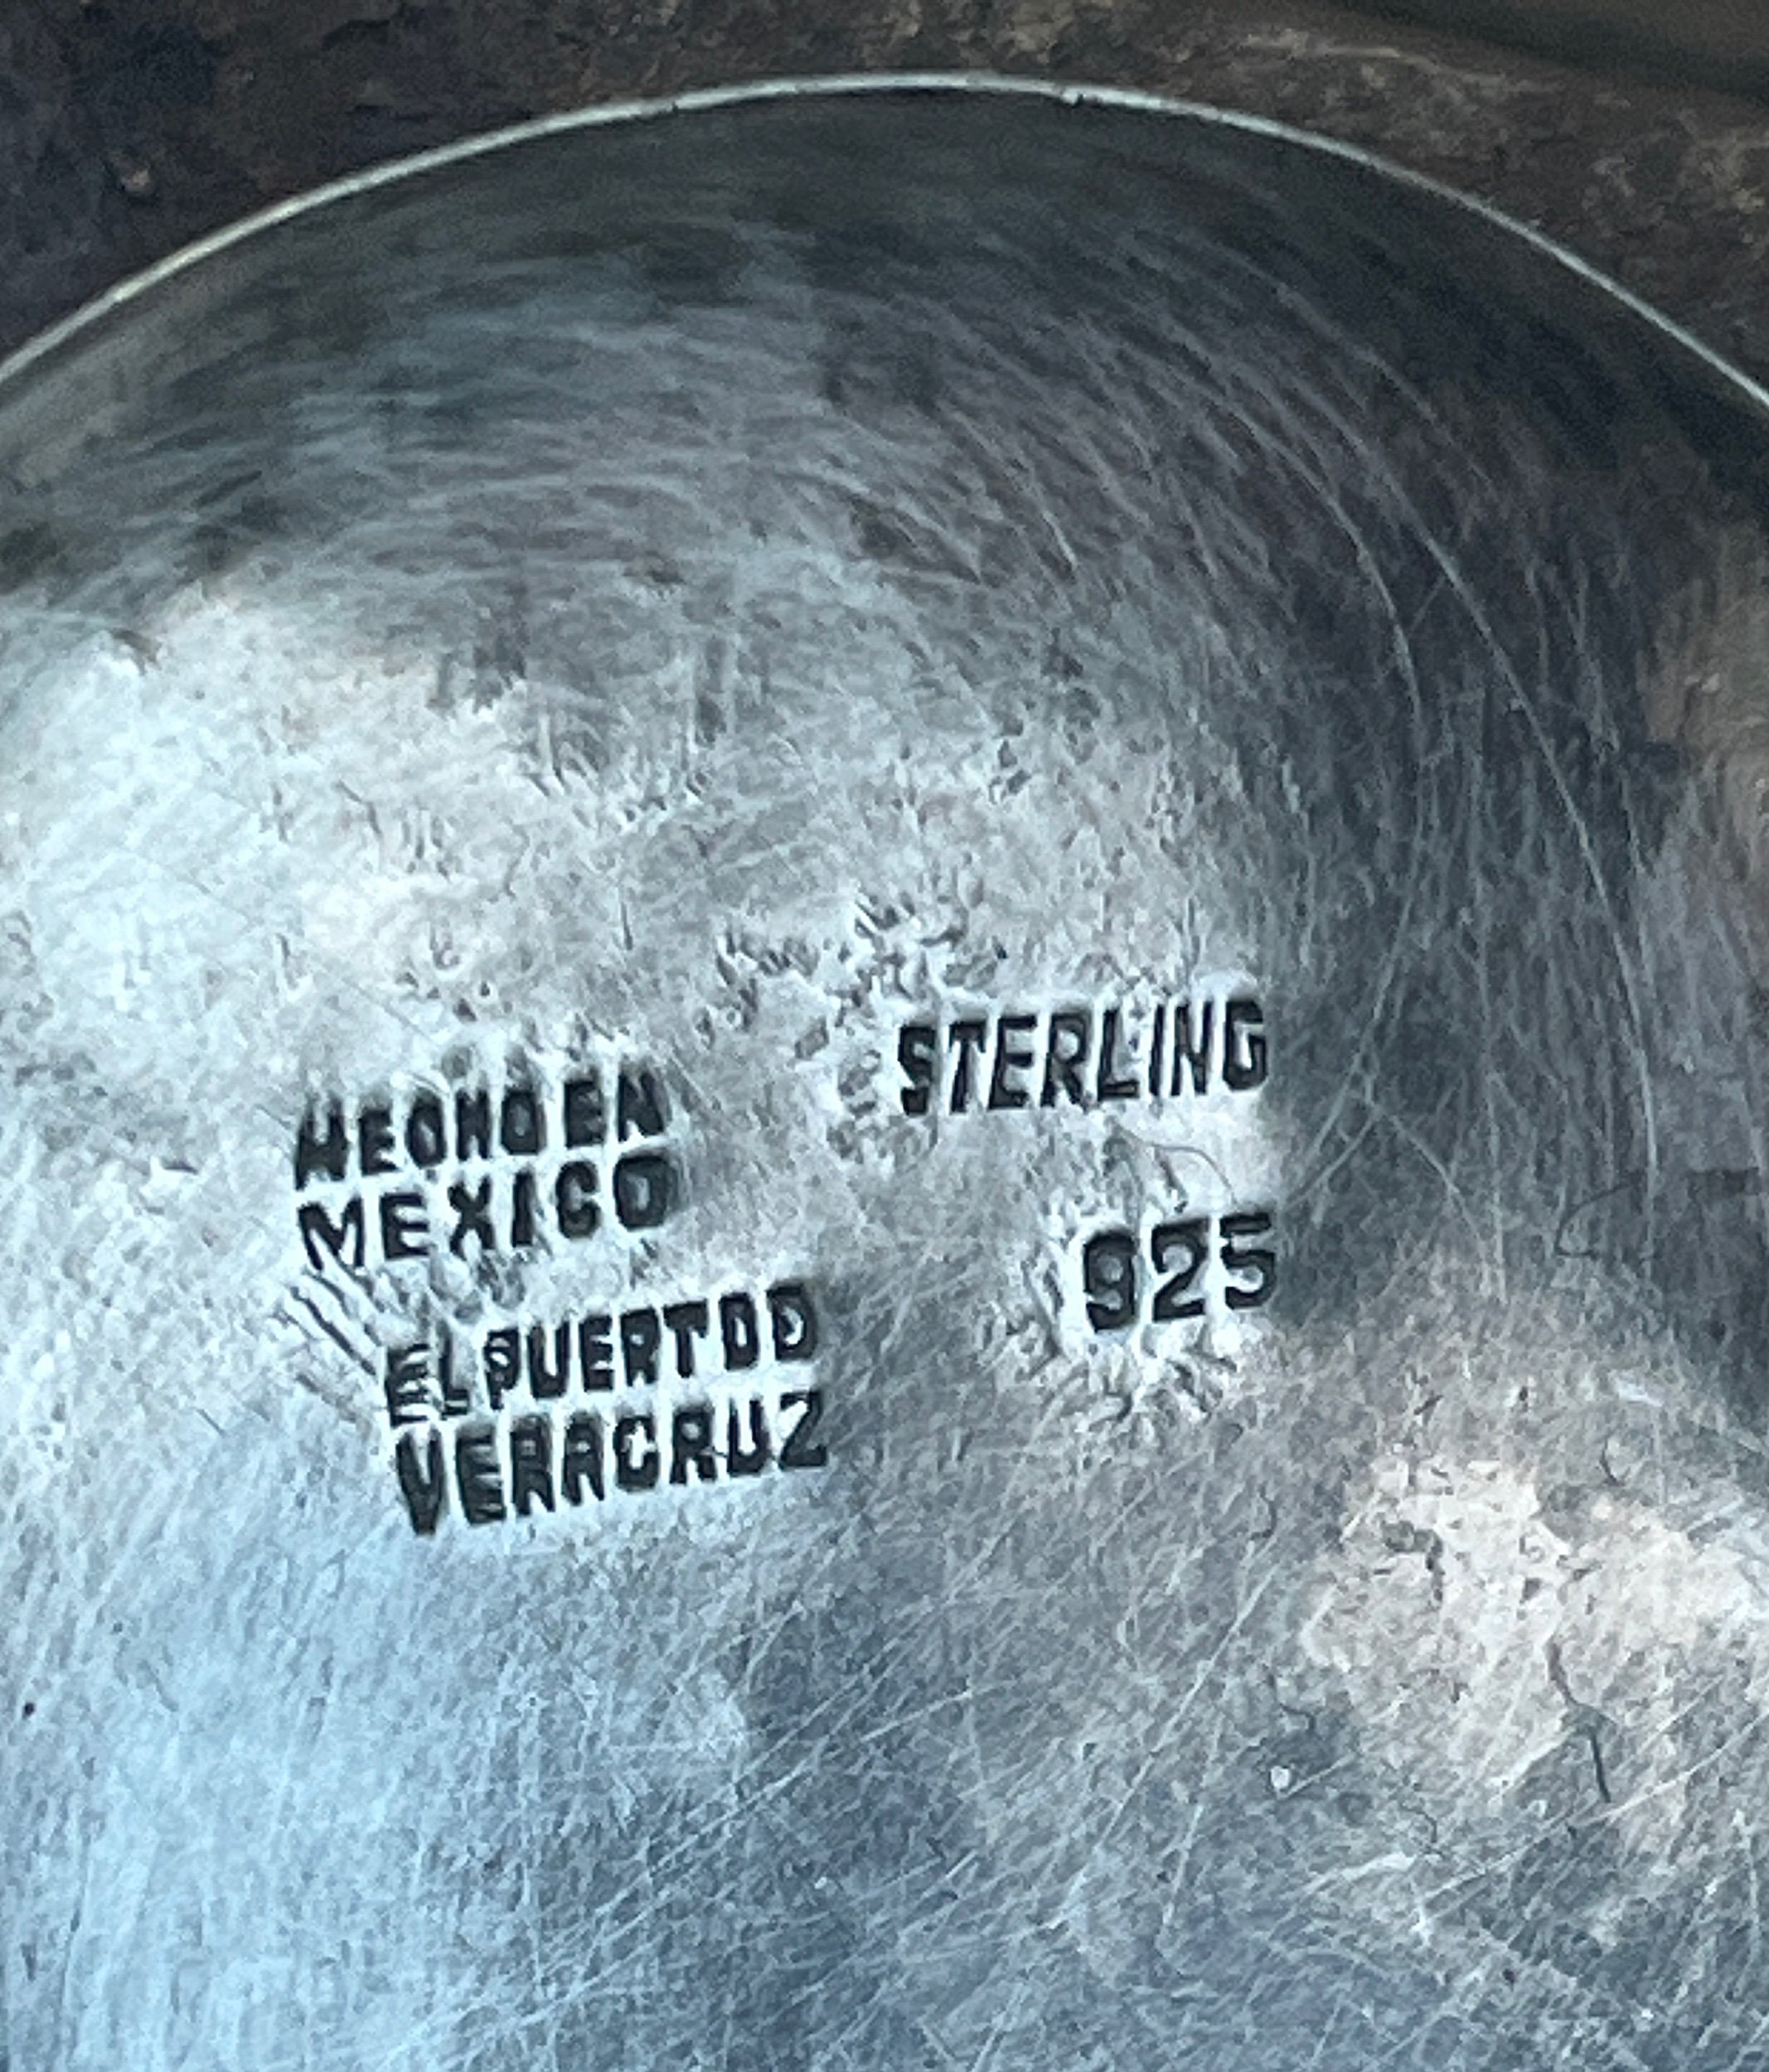 HECHO EN
MEXICO
EL PUERTO D
VERACRUZ
STERLING
925